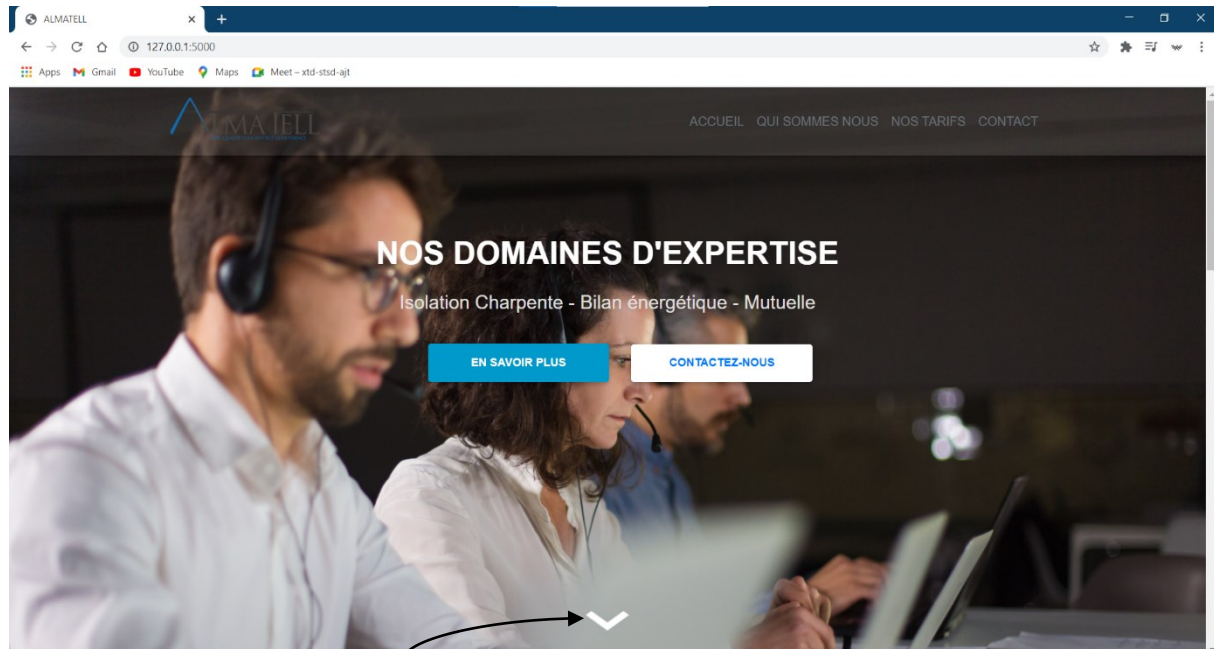 ALMATELL
127.0.0.1:5000
Apps Gmail YouTube Maps Meet – xtd-stsd-ajt
ALMATELL
ACCUEIL QUI SOMMES NOUS NOS TARIFS CONTACT
NOS DOMAINES D'EXPERTISE
Isolation Charpente - Bilan énergétique - Mutuelle
EN SAVOIR PLUS CONTACTEZ-NOUS